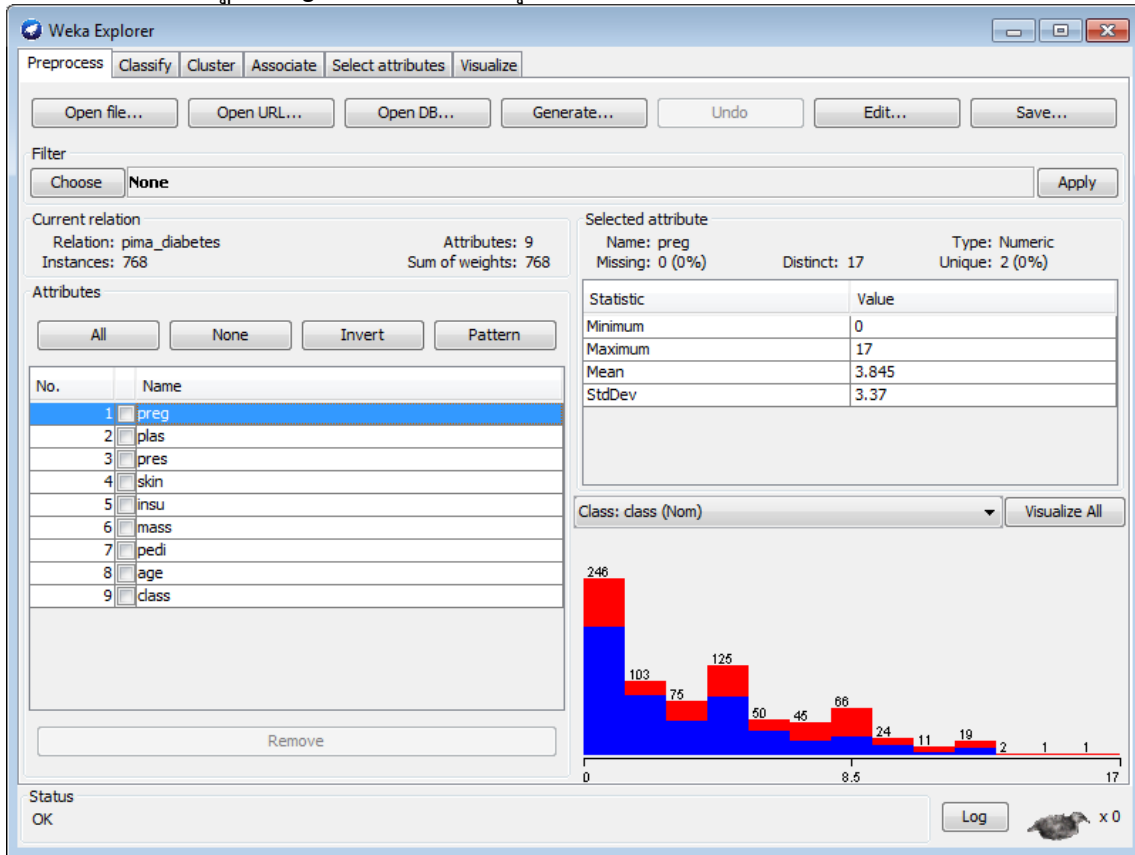 Weka Explorer
Preprocess Classify Cluster Associate Select attributes Visualize
Open file... Open URL... Open DB... Generate... Undo Edit... Save...
Filter
Choose None Apply
Current relation
Relation: pima_diabetes Attributes: 9
Instances: 768 Sum of weights: 768
Attributes
All None Invert Pattern
No. Name
1 preg
2 plas
3 pres
4 skin
5 insu
6 mass
7 pedi
8 age
9 class
Remove
Selected attribute
Name: preg Type: Numeric
Missing: 0 (0%) Distinct: 17 Unique: 2 (0%)
Statistic Value
Minimum 0
Maximum 17
Mean 3.845
StdDev 3.37
Class: class (Nom) Visualize All
246
103
75
125
50
45
66
24
11
19
2
1
1
0 8.5 17
Status
OK Log x 0